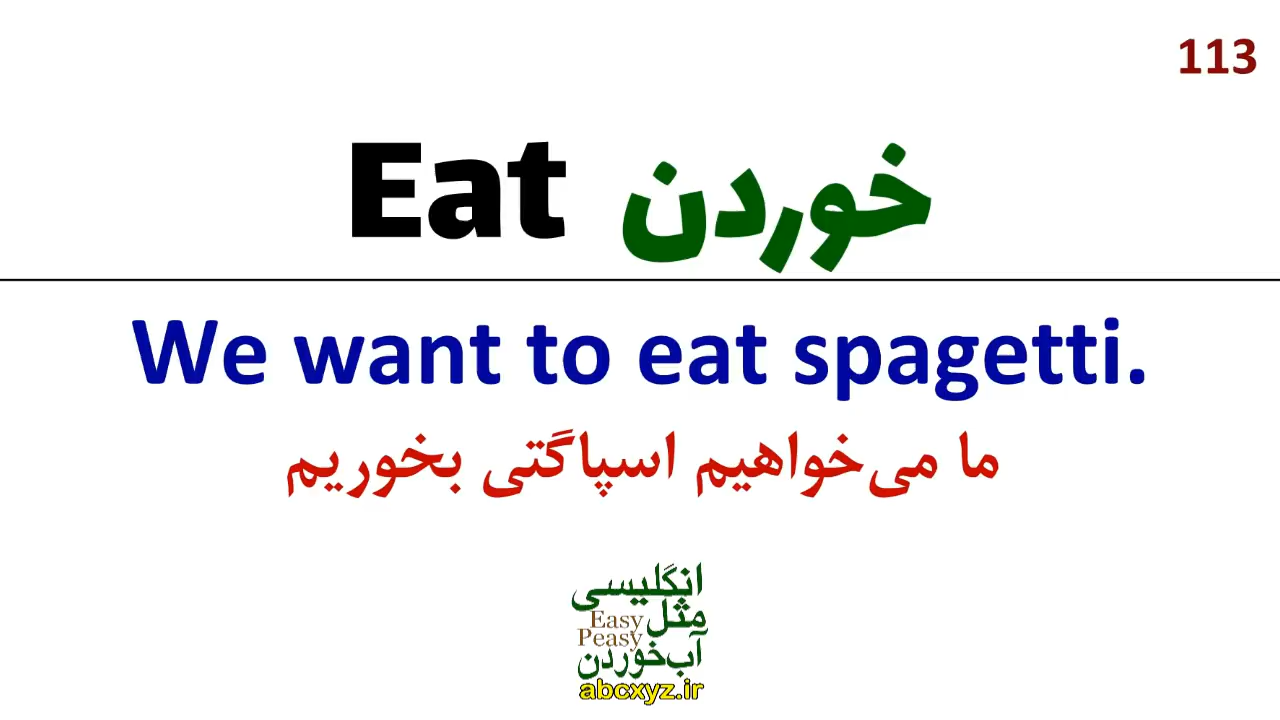 113
Eat خوردن
We want to eat spagetti.
ما می‌خواهیم اسپاگتی بخوریم
انگلیسی
مثل
Easy
Peasy
آب‌خوردن
abcxyz.ir